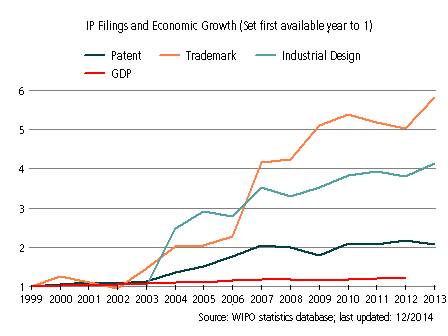 IP Filings and Economic Growth (Set first available year to 1)
Patent Trademark Industrial Design
GDP
6
5
4
3
2
1
1999 2000 2001 2002 2003 2004 2005 2006 2007 2008 2009 2010 2011 2012 2013
Source: WIPO statistics database; last updated: 12/2014